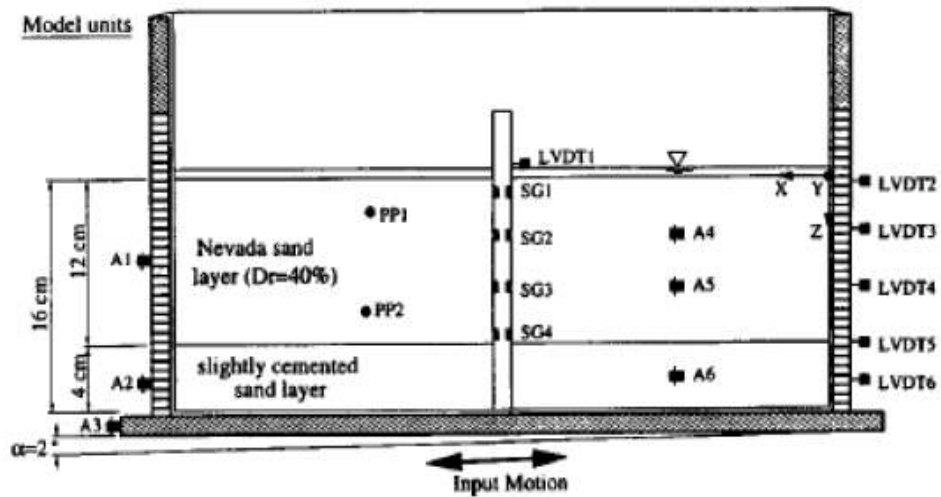 Model units
LVDT1
SG1
X
Y
LVDT2
PP1
SG2
A4
Z
LVDT3
Nevada sand
layer (Dr=40%)
A1
12 cm
16 cm
SG3
A5
LVDT4
PP2
SG4
LVDT5
slightly cemented
sand layer
4 cm
A2
A6
LVDT6
A3
α=2
Input Motion